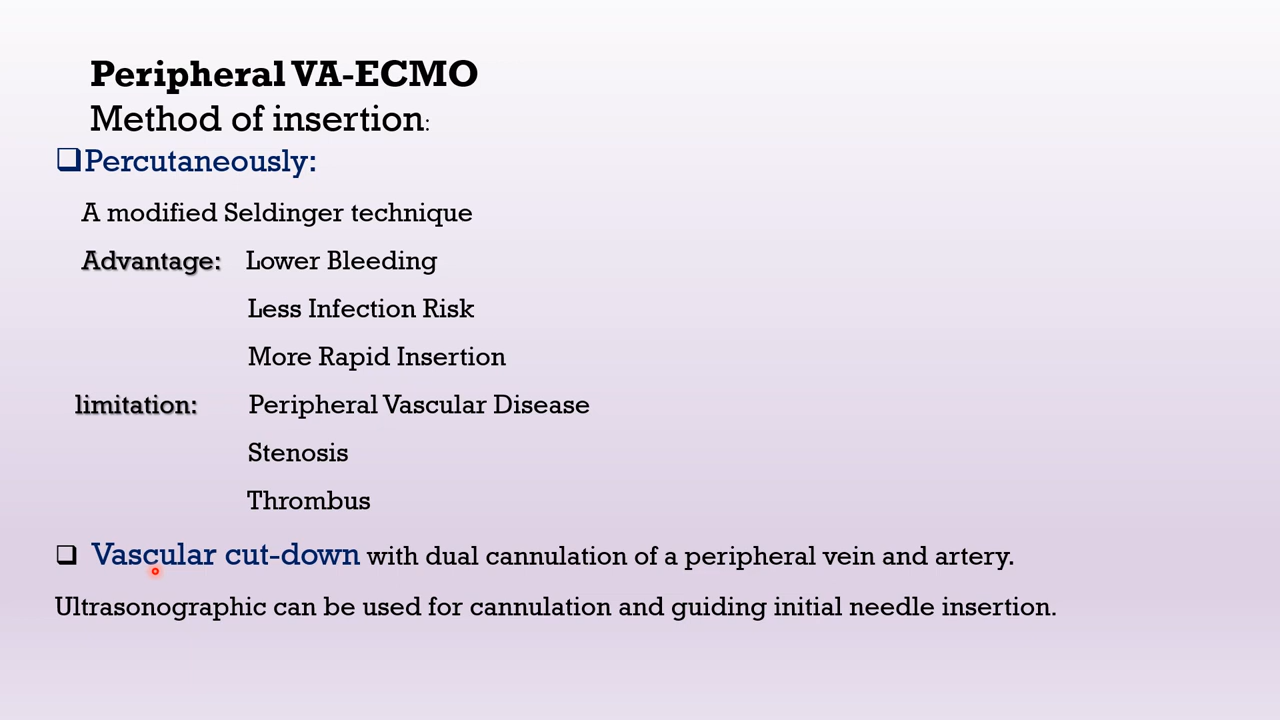 Peripheral VA-ECMO
Method of insertion:
❑Percutaneously:
A modified Seldinger technique
Advantage: Lower Bleeding
Less Infection Risk
More Rapid Insertion
limitation: Peripheral Vascular Disease
Stenosis
Thrombus
❑ Vascular cut-down with dual cannulation of a peripheral vein and artery.
Ultrasonographic can be used for cannulation and guiding initial needle insertion.